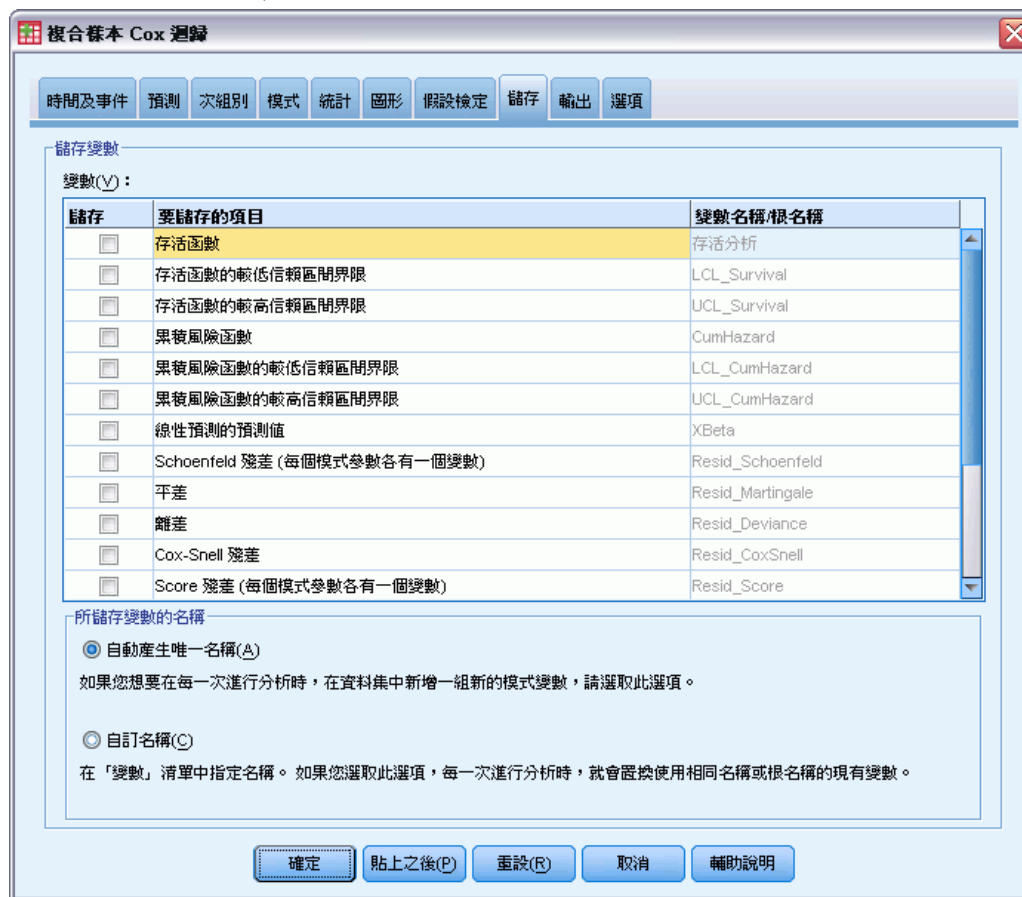 複合樣本 Cox 迴歸
時間及事件 預測 次組別 模式 統計 圖形 假設檢定 儲存 輸出 選項
儲存變數
變數(V)：
儲存 要儲存的項目 變數名稱/根名稱
存活函數 存活分析
存活函數的較低信賴區間界限 LCL_Survival
存活函數的較高信賴區間界限 UCL_Survival
累積風險函數 CumHazard
累積風險函數的較低信賴區間界限 LCL_CumHazard
累積風險函數的較高信賴區間界限 UCL_CumHazard
線性預測的預測值 XBeta
Schoenfeld 殘差 (每個模式參數各有一個變數) Resid_Schoenfeld
平差 Resid_Martingale
離差 Resid_Deviance
Cox-Snell 殘差 Resid_CoxSnell
Score 殘差 (每個模式參數各有一個變數) Resid_Score
所儲存變數的名稱
自動產生唯一名稱(A)
如果您想要在每一次進行分析時，在資料集中新增一組新的模式變數，請選取此選項。
自訂名稱(C)
在「變數」清單中指定名稱。 如果您選取此選項，每一次進行分析時，就會置換使用相同名稱或根名稱的現有變數。
確定 貼上之後(P) 重設(R) 取消 輔助說明